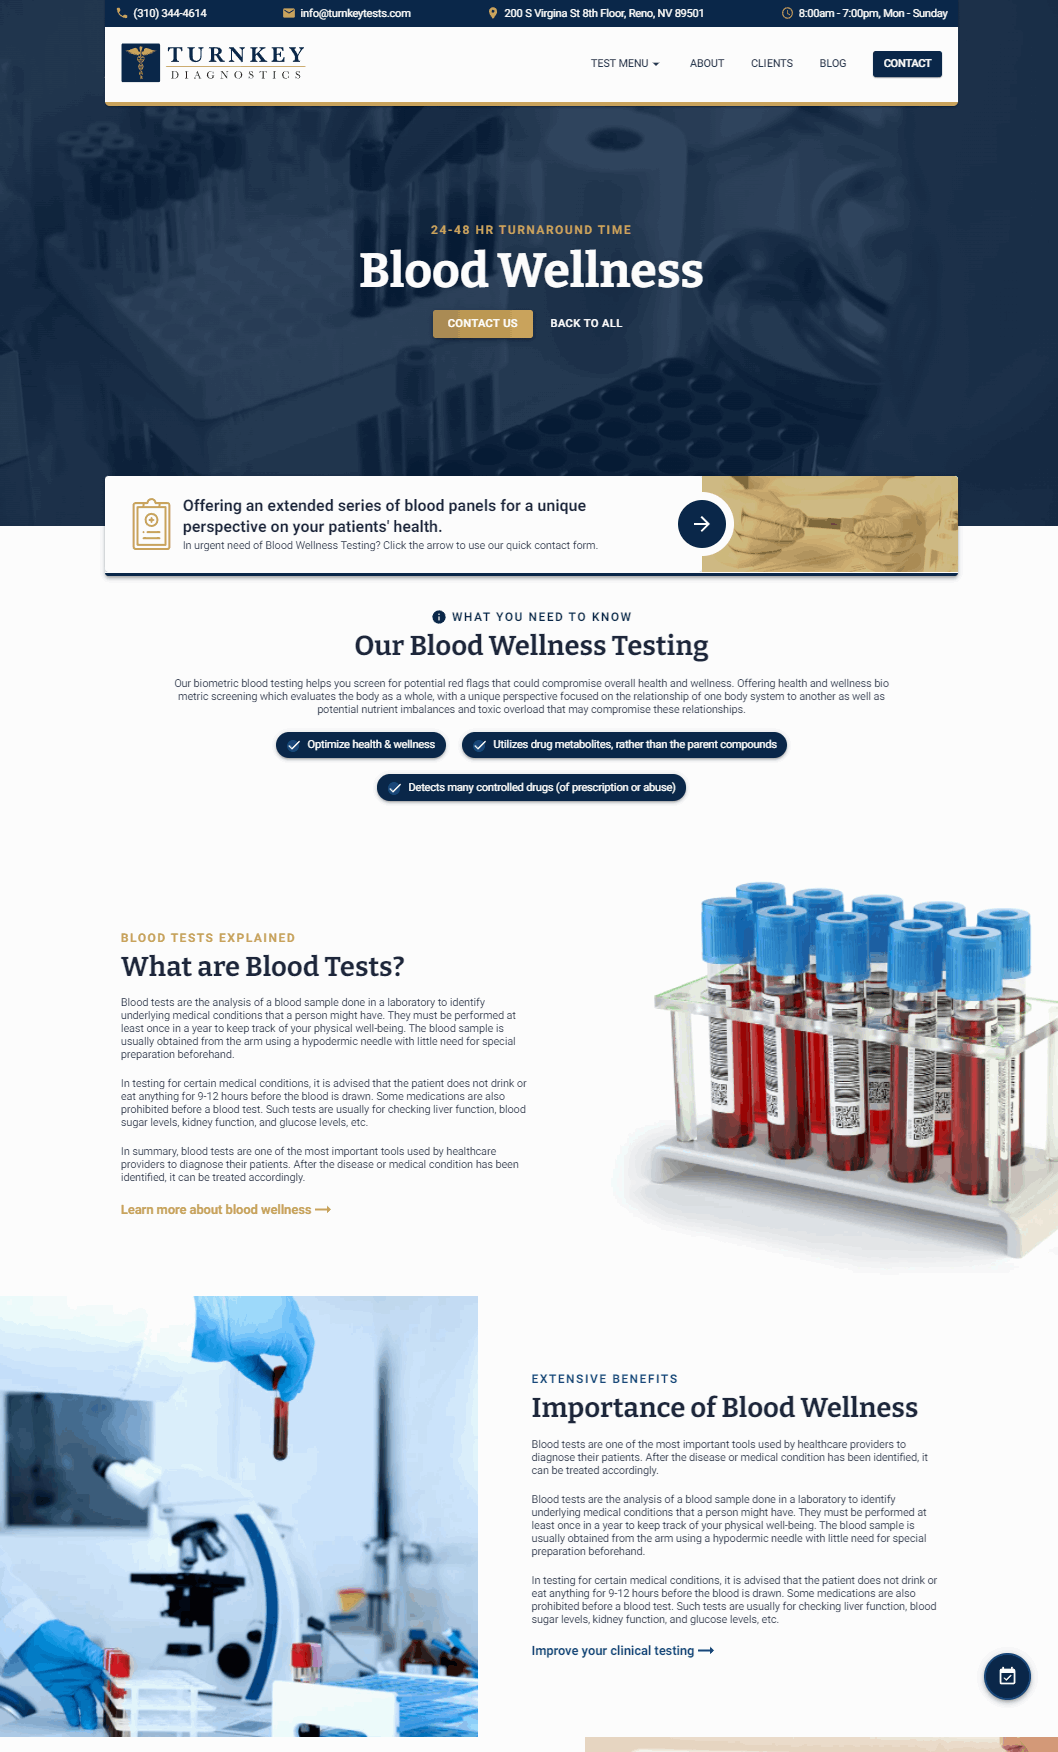 (310) 344-4614
info@turnkeytests.com
200 S Virgina St 8th Floor, Reno, NV 89501
8:00am - 7:00pm, Mon - Sunday
TURNKEY
DIAGNOSTICS
TEST MENU
ABOUT
CLIENTS
BLOG
CONTACT
24-48 HR TURNAROUND TIME
Blood Wellness
CONTACT US
BACK TO ALL
Offering an extended series of blood panels for a unique
perspective on your patients' health.
In urgent need of Blood Wellness Testing? Click the arrow to use our quick contact form.
WHAT YOU NEED TO KNOW
Our Blood Wellness Testing
Our biometric blood testing helps you screen for potential red flags that could compromise overall health and wellness. Offering health and wellness bio
metric screening which evaluates the body as a whole, with a unique perspective focused on the relationship of one body system to another as well as
potential nutrient imbalances and toxic overload that may compromise these relationships.
Optimize health & wellness
Utilizes drug metabolites, rather than the parent compounds
Detects many controlled drugs (of prescription or abuse)
BLOOD TESTS EXPLAINED
What are Blood Tests?
Blood tests are the analysis of a blood sample done in a laboratory to identify
underlying medical conditions that a person might have. They must be performed at
least once in a year to keep track of your physical well-being. The blood sample is
usually obtained from the arm using a hypodermic needle with little need for special
preparation beforehand.
In testing for certain medical conditions, it is advised that the patient does not drink or
eat anything for 9-12 hours before the blood is drawn. Some medications are also
prohibited before a blood test. Such tests are usually for checking liver function, blood
sugar levels, kidney function, and glucose levels, etc.
In summary, blood tests are one of the most important tools used by healthcare
providers to diagnose their patients. After the disease or medical condition has been
identified, it can be treated accordingly.
Learn more about blood wellness
EXTENSIVE BENEFITS
Importance of Blood Wellness
Blood tests are one of the most important tools used by healthcare providers to
diagnose their patients. After the disease or medical condition has been identified, it
can be treated accordingly.
Blood tests are the analysis of a blood sample done in a laboratory to identify
underlying medical conditions that a person might have. They must be performed at
least once in a year to keep track of your physical well-being. The blood sample is
usually obtained from the arm using a hypodermic needle with little need for special
preparation beforehand.
In testing for certain medical conditions, it is advised that the patient does not drink or
eat anything for 9-12 hours before the blood is drawn. Some medications are also
prohibited before a blood test. Such tests are usually for checking liver function, blood
sugar levels, kidney function, and glucose levels, etc.
Improve your clinical testing